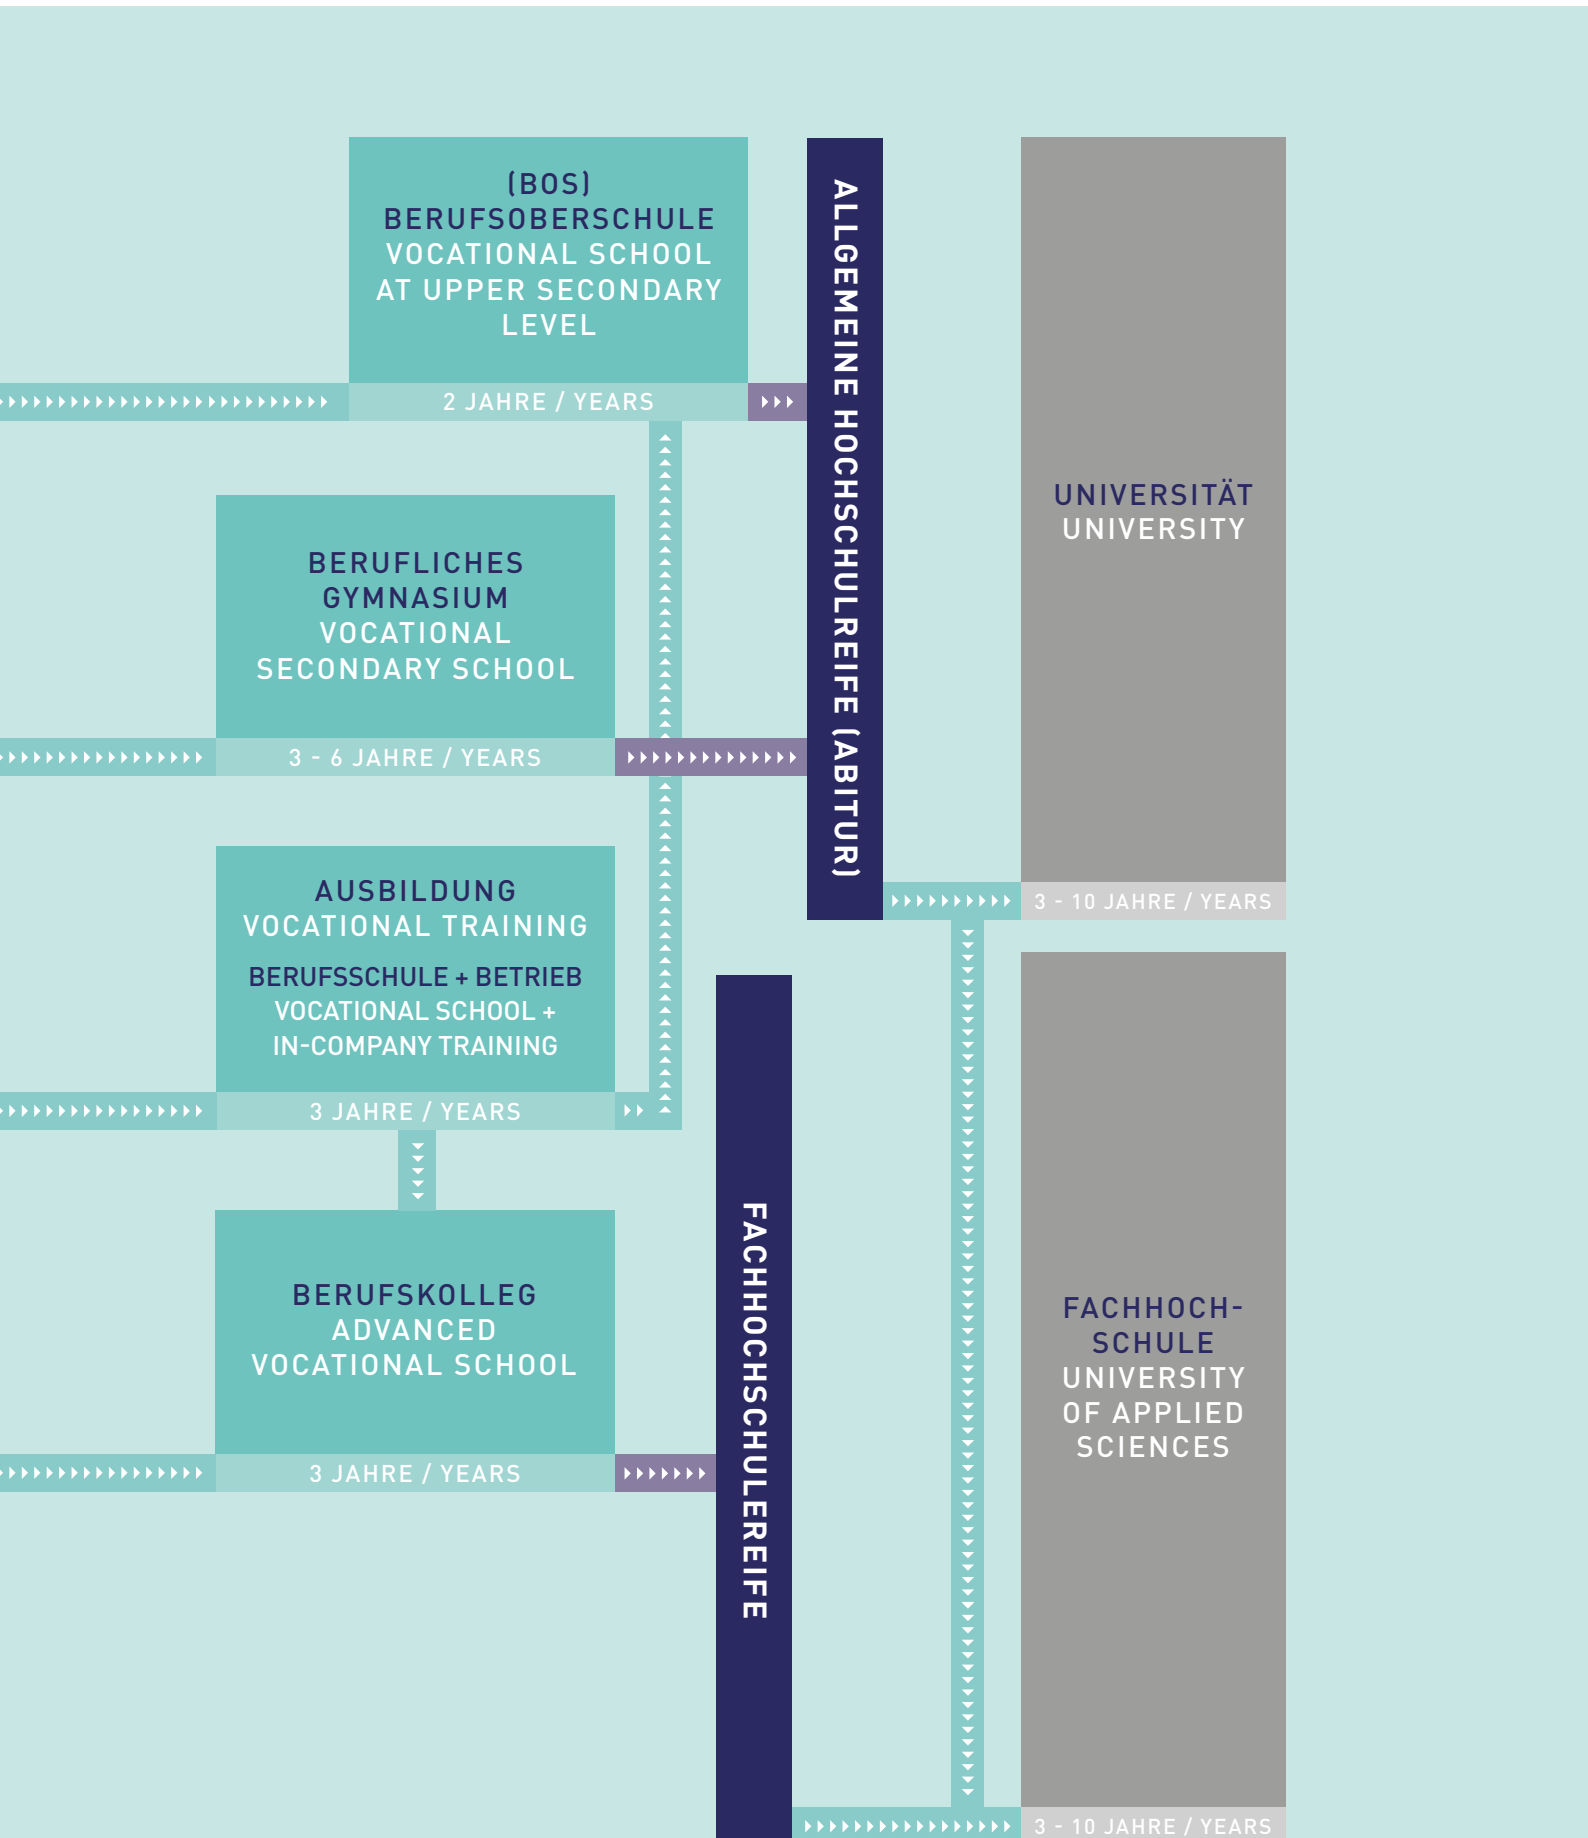 (BOS)
BERUFSOBERSCHULE
VOCATIONAL SCHOOL
AT UPPER SECONDARY
LEVEL
2 JAHRE / YEARS
BERUFLICHES
GYMNASIUM
VOCATIONAL
SECONDARY SCHOOL
3 - 6 JAHRE / YEARS
AUSBILDUNG
VOCATIONAL TRAINING
BERUFSSCHULE + BETRIEB
VOCATIONAL SCHOOL +
IN-COMPANY TRAINING
3 JAHRE / YEARS
BERUFSKOLLEG
ADVANCED
VOCATIONAL SCHOOL
3 JAHRE / YEARS
ALLGEMEINE HOCHSCHULREIFE (ABITUR)
FACHHOCHSCHULEREIFE
UNIVERSITÄT
UNIVERSITY
3 - 10 JAHRE / YEARS
FACHHOCH-
SCHULE
UNIVERSITY
OF APPLIED
SCIENCES
3 - 10 JAHRE / YEARS